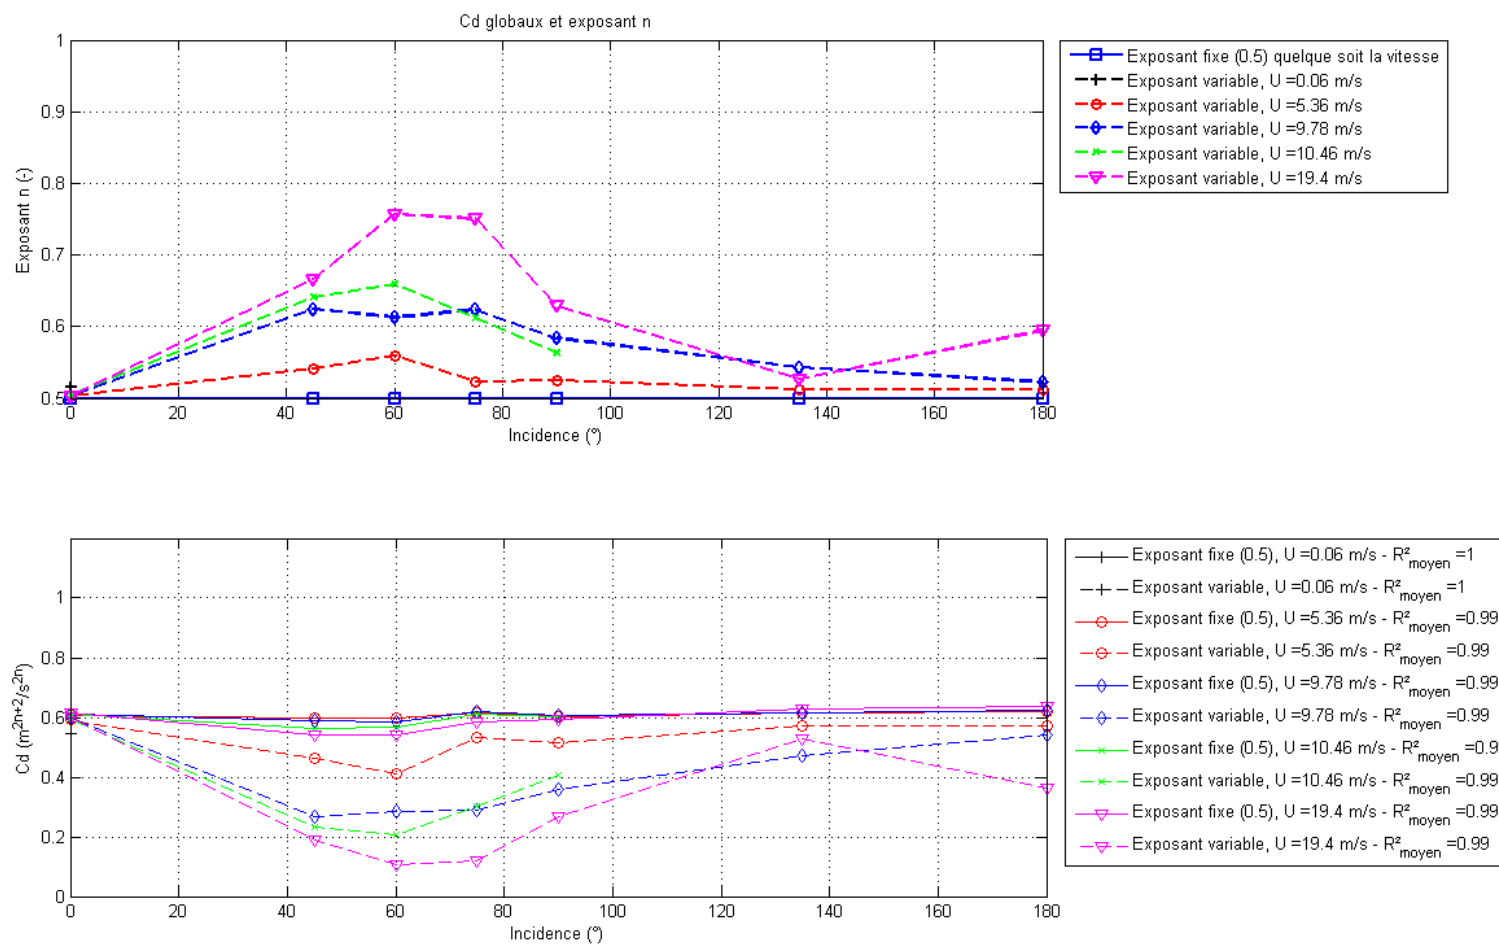 Cd globaux et exposant n
1
0.9
0.8
0.7
0.6
0.5
Exposant n (-)
0 20 40 60 80 100 120 140 160 180
Incidence (°)
Exposant fixe (0.5) quelque soit la vitesse
Exposant variable, U =0.06 m/s
Exposant variable, U =5.36 m/s
Exposant variable, U =9.78 m/s
Exposant variable, U =10.46 m/s
Exposant variable, U =19.4 m/s
1
0.8
0.6
0.4
0.2
0
Cd (m²ⁿ⁺²/s²ⁿ)
0 20 40 60 80 100 120 140 160 180
Incidence (°)
Exposant fixe (0.5), U =0.06 m/s - R²moyen =1
Exposant variable, U =0.06 m/s - R²moyen =1
Exposant fixe (0.5), U =5.36 m/s - R²moyen =0.99
Exposant variable, U =5.36 m/s - R²moyen =0.99
Exposant fixe (0.5), U =9.78 m/s - R²moyen =0.99
Exposant variable, U =9.78 m/s - R²moyen =0.99
Exposant fixe (0.5), U =10.46 m/s - R²moyen =0.9
Exposant variable, U =10.46 m/s - R²moyen =0.99
Exposant fixe (0.5), U =19.4 m/s - R²moyen =0.99
Exposant variable, U =19.4 m/s - R²moyen =0.99